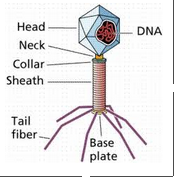 Head
DNA
Neck
Collar
Sheath
Tail
fiber
Base
plate